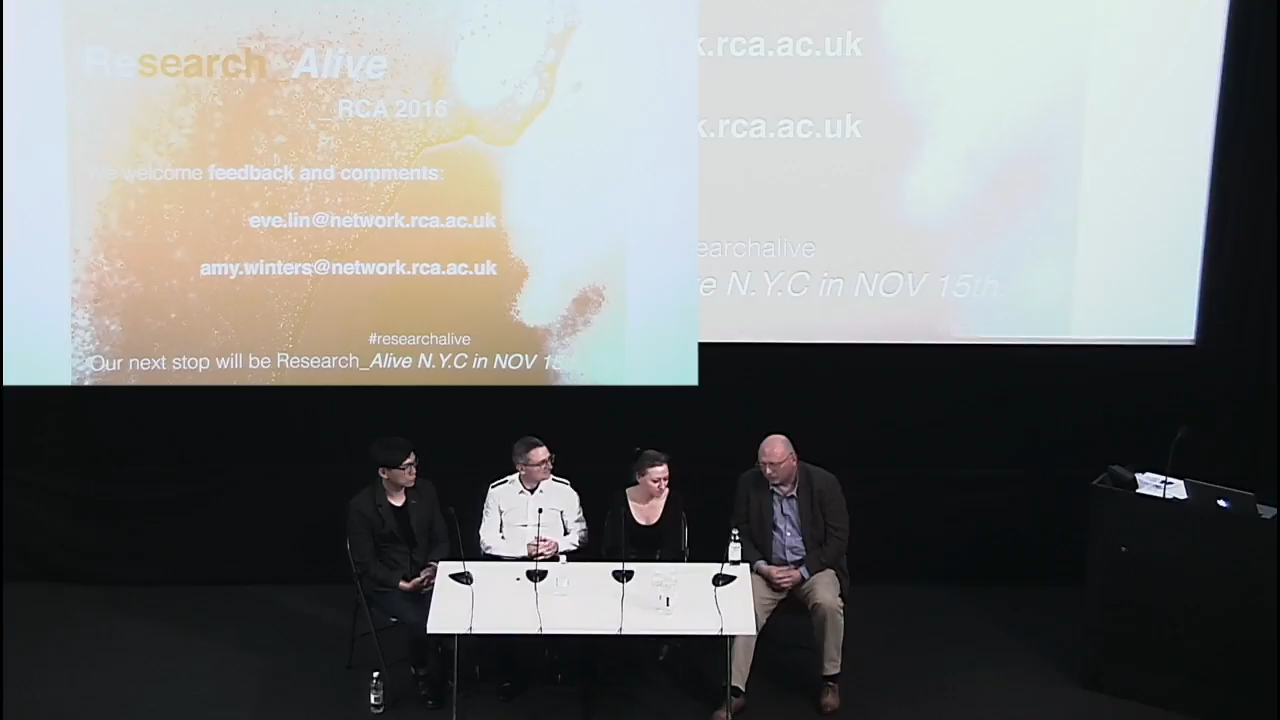 Research_Alive
_RCA 2016
We welcome feedback and comments:
eve.lin@network.rca.ac.uk
amy.winters@network.rca.ac.uk
#researchalive
Our next stop will be Research_Alive N.Y.C in NOV 15
k.rca.ac.uk
k.rca.ac.uk
earchalive
e N.Y.C in NOV 15th